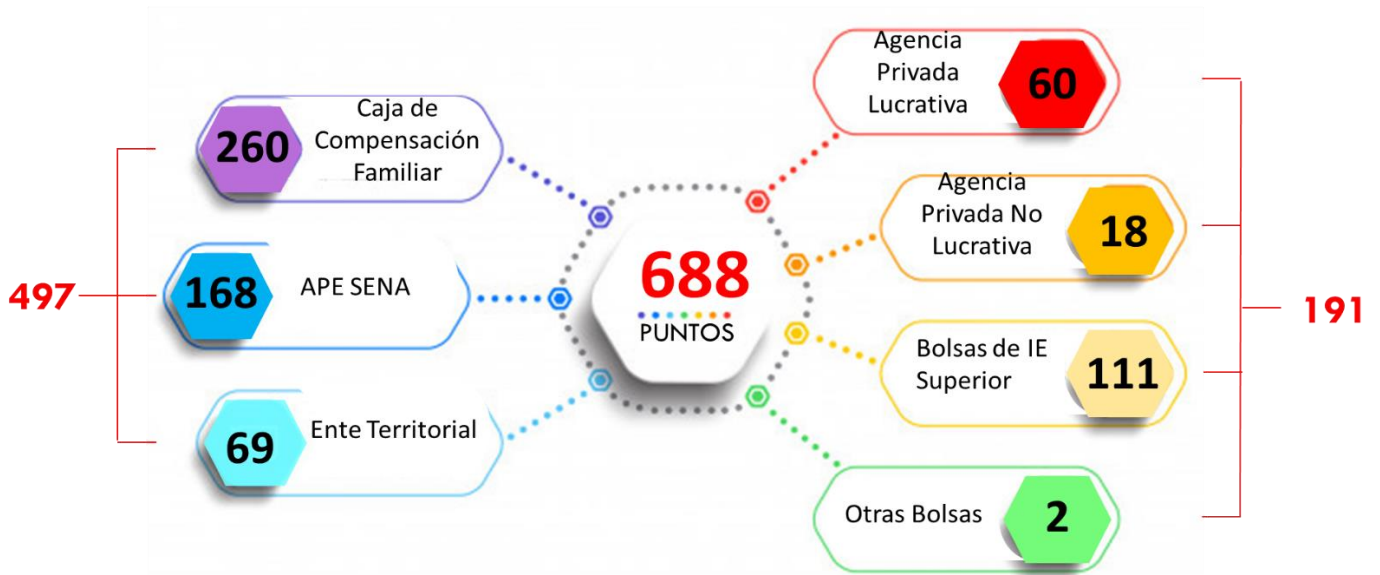 497
260
Caja de
Compensación
Familiar
168
APE SENA
69
Ente Territorial
688
PUNTOS
Agencia
Privada
Lucrativa
60
Agencia
Privada No
Lucrativa
18
Bolsas de IE
Superior
111
Otras Bolsas
2
191